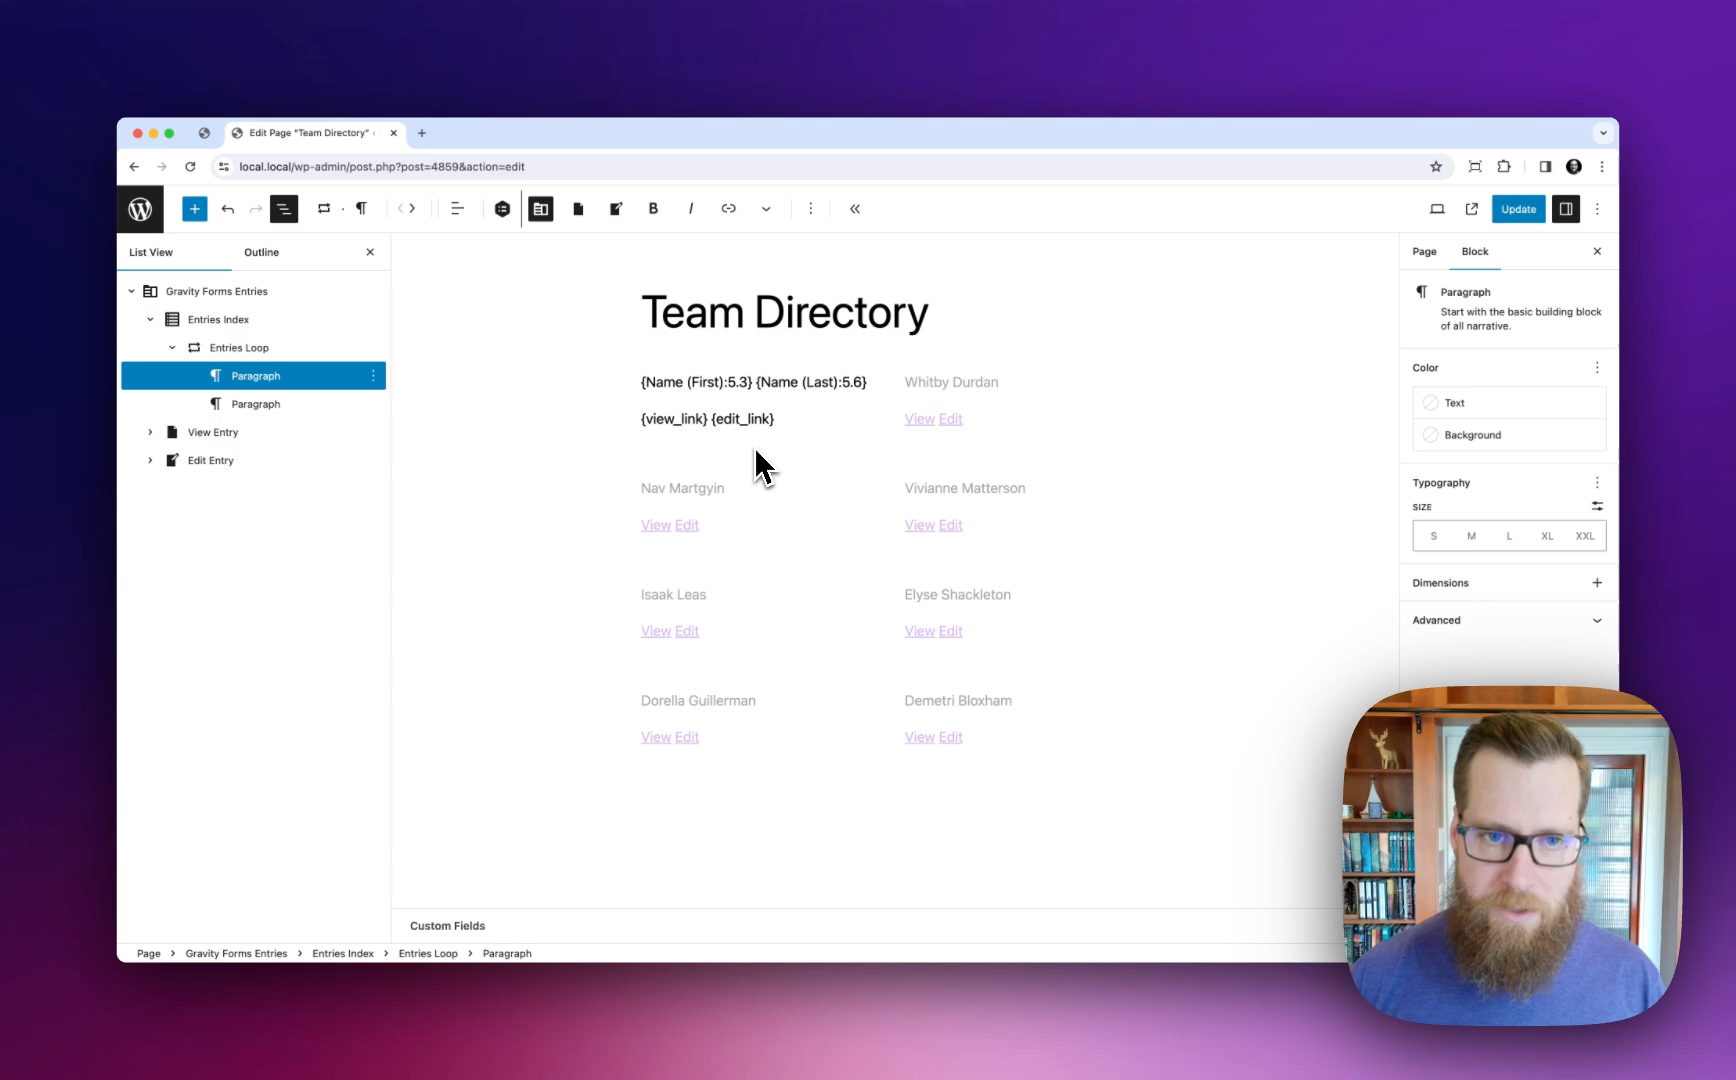 Edit Page "Team Directory"
local.local/wp-admin/post.php?post=4859&action=edit
B I Update
List View Outline
Gravity Forms Entries
Entries Index
Entries Loop
Paragraph
Paragraph
View Entry
Edit Entry
Team Directory
{Name (First):5.3} {Name (Last):5.6}
{view_link} {edit_link}
Whitby Durdan
View Edit
Nav Martgyin
View Edit
Vivianne Matterson
View Edit
Isaak Leas
View Edit
Elyse Shackleton
View Edit
Dorella Guillerman
View Edit
Demetri Bloxham
View Edit
Page Block
Paragraph
Start with the basic building block
of all narrative.
Color
Text
Background
Typography
SIZE
S M L XL XXL
Dimensions
Advanced
Custom Fields
Page > Gravity Forms Entries > Entries Index > Entries Loop > Paragraph